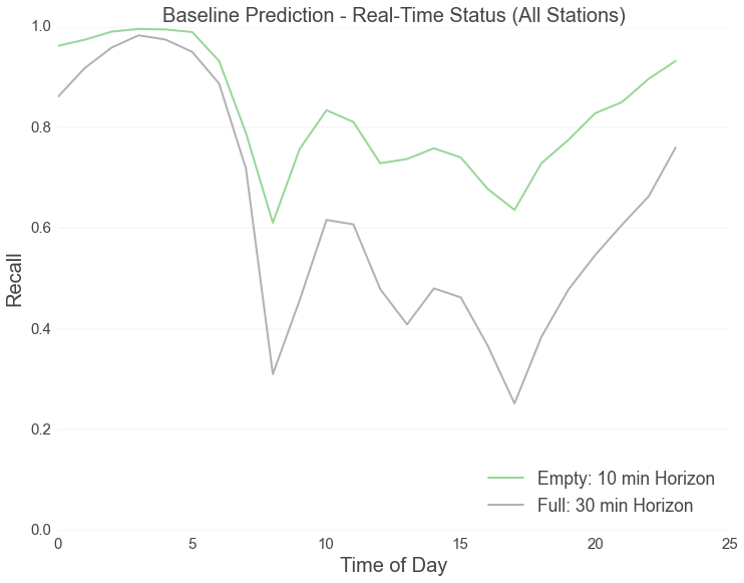 Baseline Prediction - Real-Time Status (All Stations)
1.0
0.8
0.6
0.4
0.2
0.0
Recall
Empty: 10 min Horizon
Full: 30 min Horizon
0 5 10 15 20 25
Time of Day